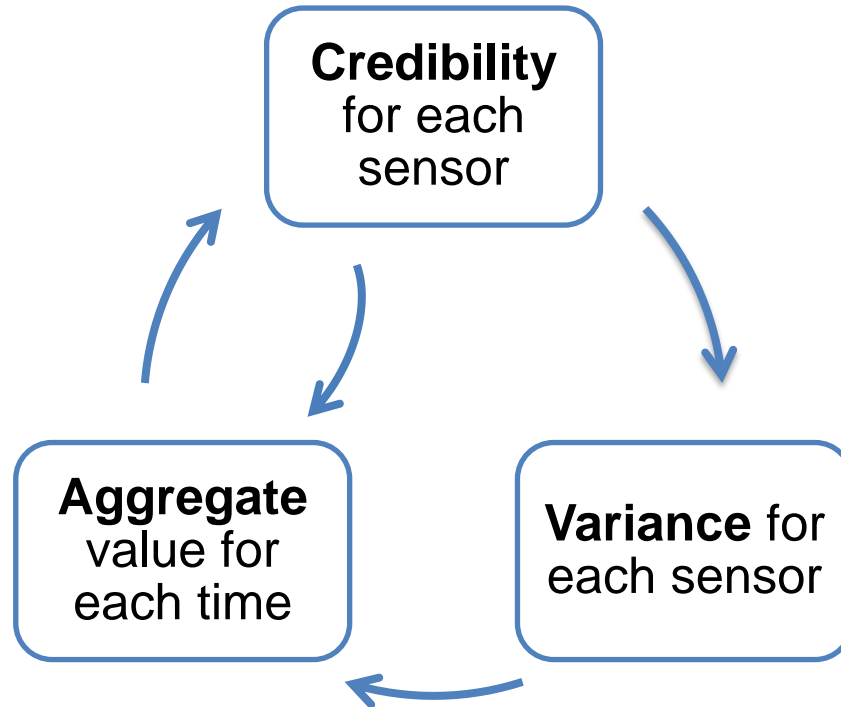 Credibility
for each
sensor
Aggregate
value for
each time
Variance for
each sensor